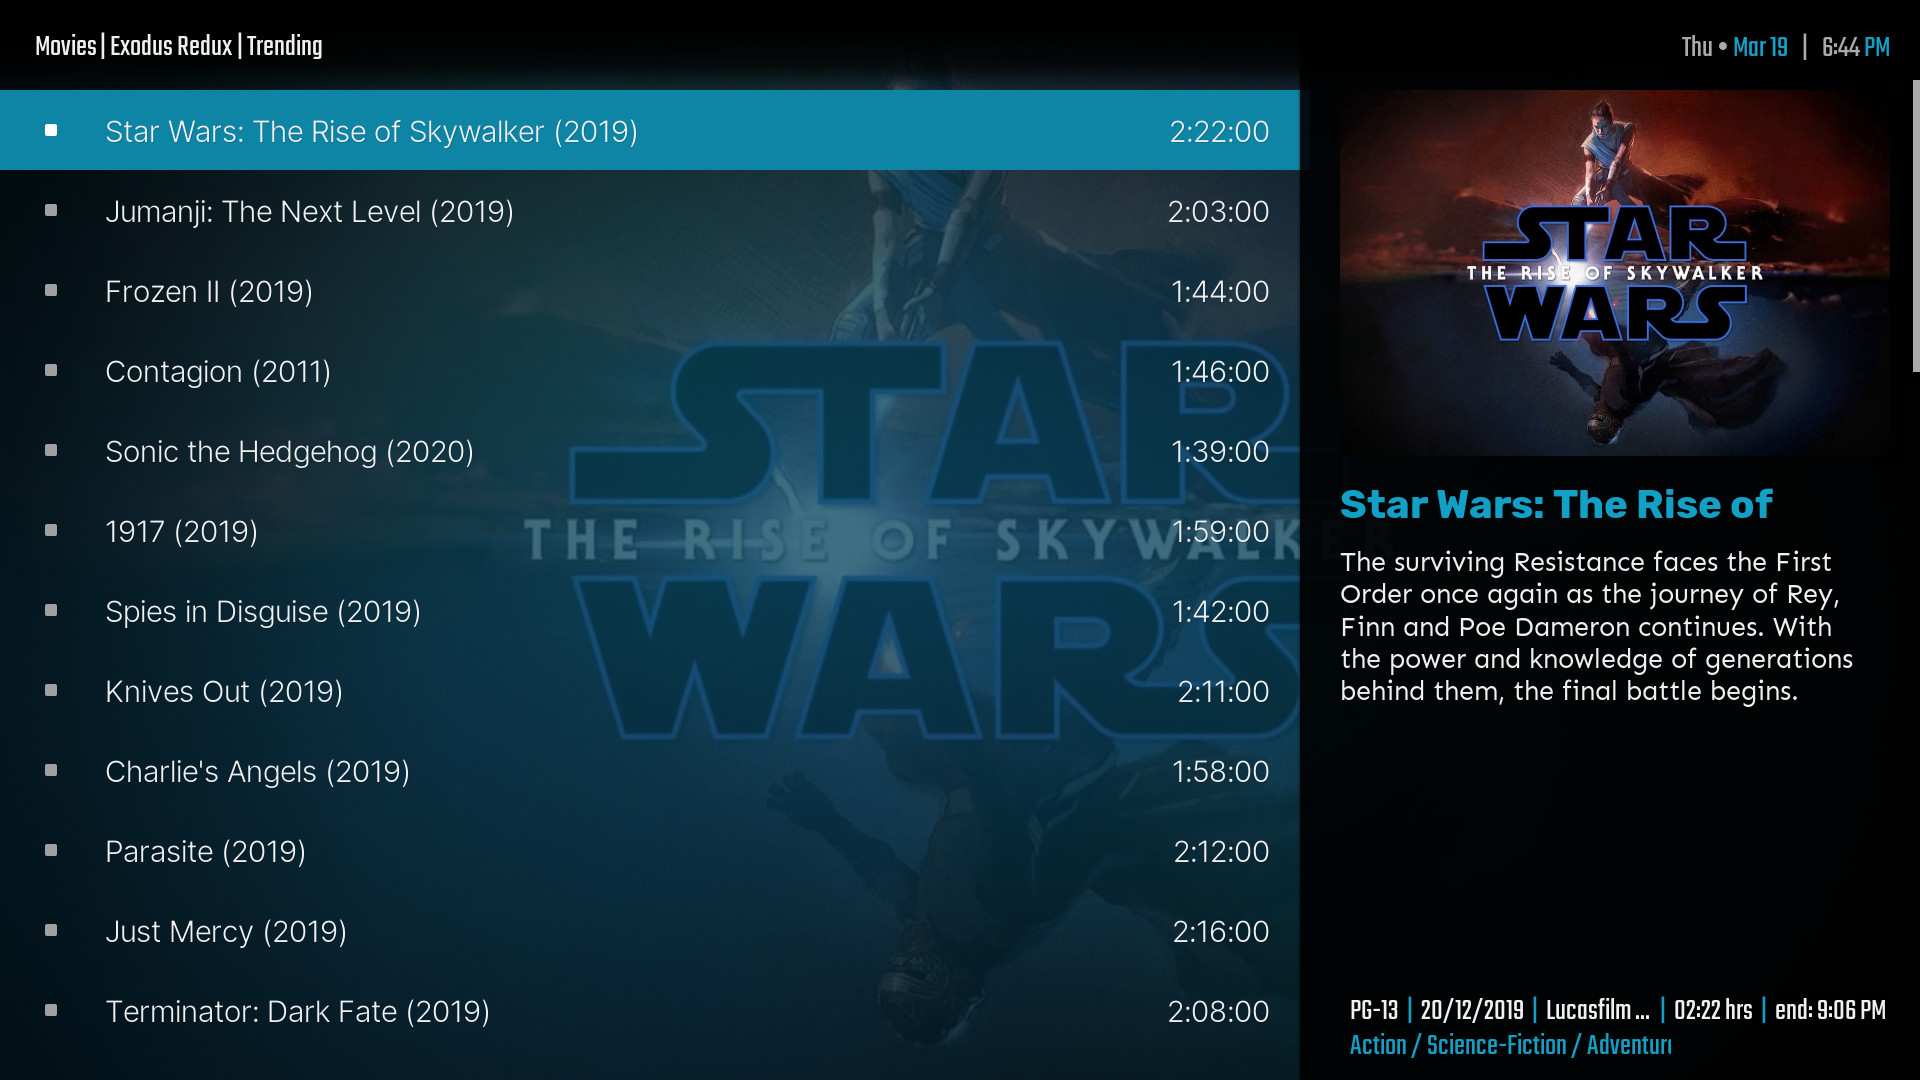 Movies | Exodus Redux | Trending
Thu • Mar 19 | 6:44 PM
Star Wars: The Rise of Skywalker (2019) 2:22:00
Jumanji: The Next Level (2019) 2:03:00
Frozen II (2019) 1:44:00
Contagion (2011) 1:46:00
Sonic the Hedgehog (2020) 1:39:00
1917 (2019) 1:59:00
Spies in Disguise (2019) 1:42:00
Knives Out (2019) 2:11:00
Charlie's Angels (2019) 1:58:00
Parasite (2019) 2:12:00
Just Mercy (2019) 2:16:00
Terminator: Dark Fate (2019) 2:08:00
STAR
THE RISE OF SKYWALKER
WARS
STAR
THE RISE OF SKYWALKER
WARS
Star Wars: The Rise of
The surviving Resistance faces the First
Order once again as the journey of Rey,
Finn and Poe Dameron continues. With
the power and knowledge of generations
behind them, the final battle begins.
PG-13 | 20/12/2019 | Lucasfilm ... | 02:22 hrs | end: 9:06 PM
Action / Science-Fiction / Adventur